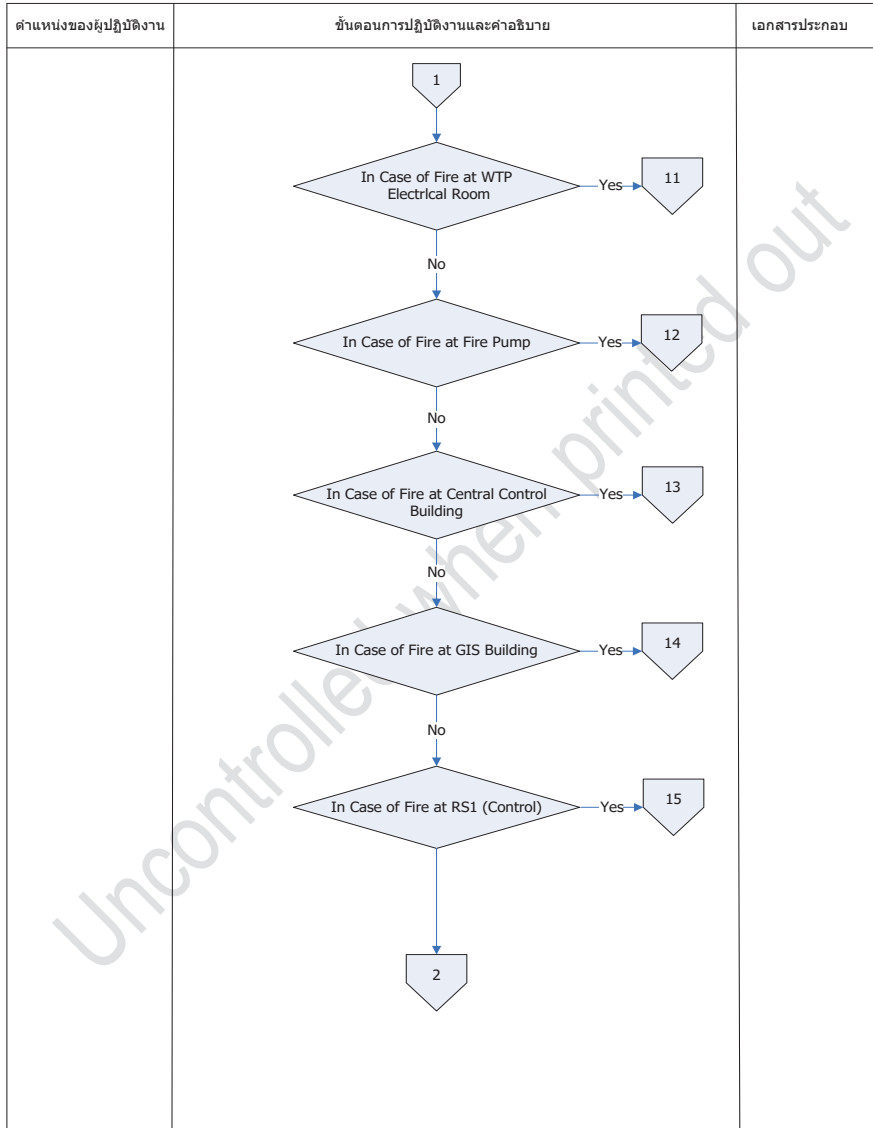 ตำแหน่งของผู้ปฏิบัติงาน
ขั้นตอนการปฏิบัติงานและคำอธิบาย
เอกสารประกอบ
1
In Case of Fire at WTP
Electrlcal Room
Yes
11
No
In Case of Fire at Fire Pump
Yes
12
No
In Case of Fire at Central Control
Building
Yes
13
No
In Case of Fire at GIS Building
Yes
14
No
In Case of Fire at RS1 (Control)
Yes
15
2
Uncontrolled when printed out